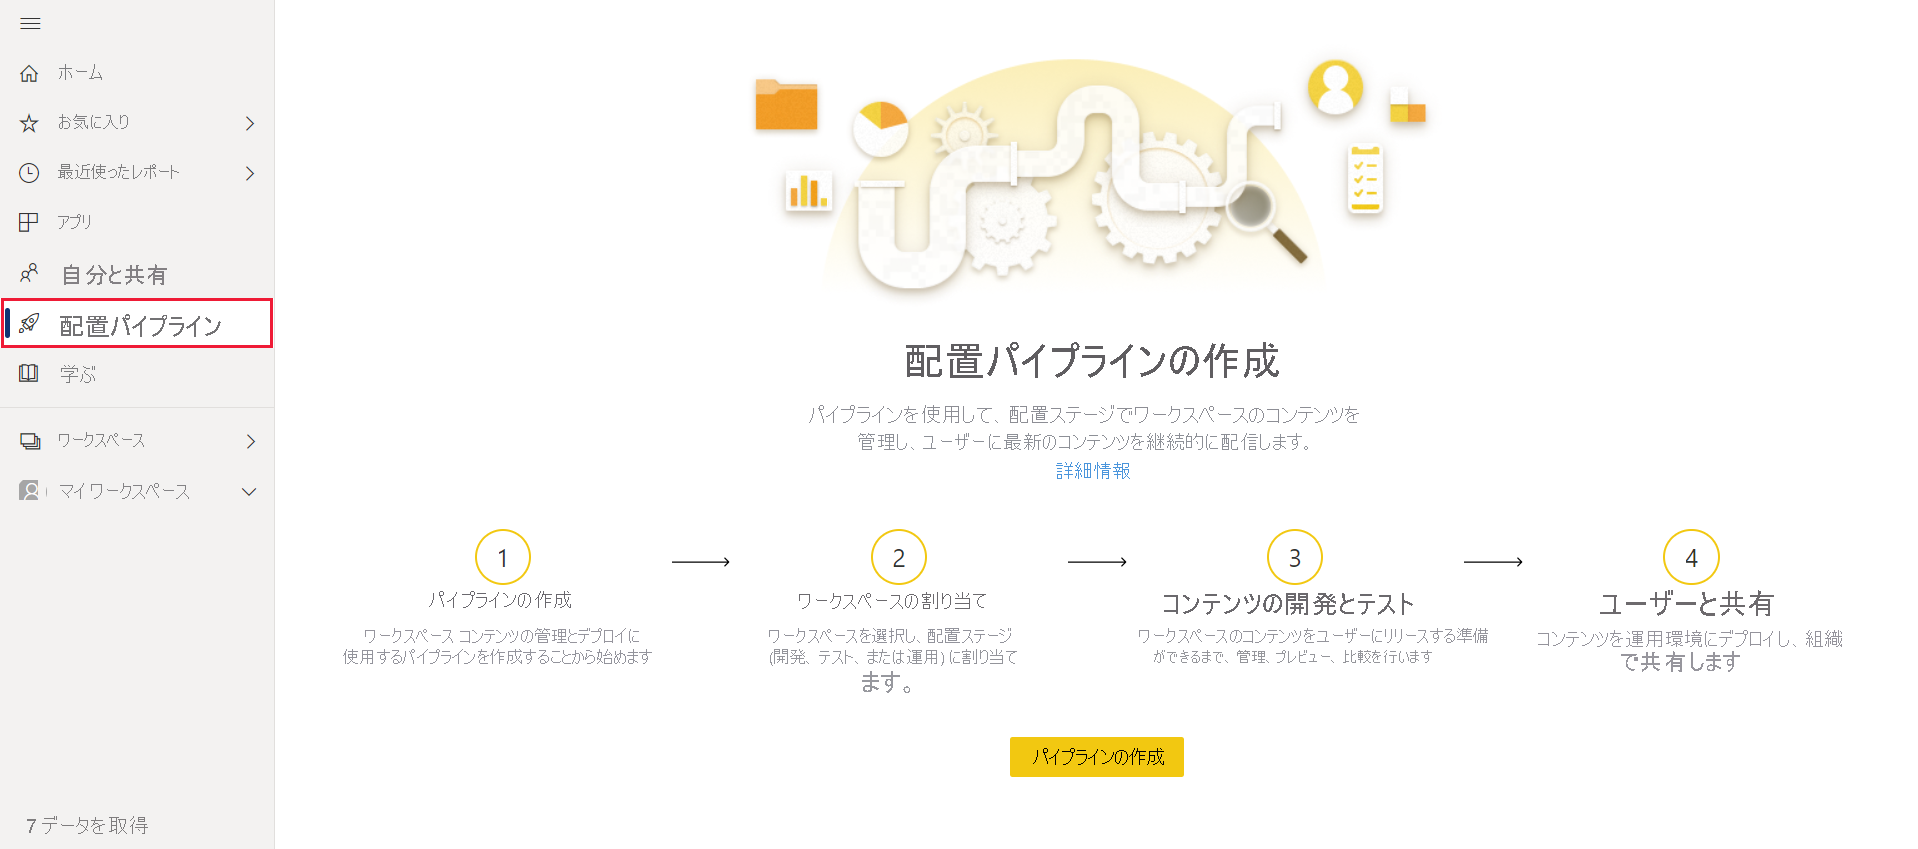 ホーム
お気に入り
最近使ったレポート
アプリ
自分と共有
配置パイプライン
学ぶ
ワークスペース
マイ ワークスペース
7 データを取得
配置パイプラインの作成
パイプラインを使用して、配置ステージでワークスペースのコンテンツを
管理し、ユーザーに最新のコンテンツを継続的に配信します。
詳細情報
1
パイプラインの作成
ワークスペース コンテンツの管理とデプロイに
使用するパイプラインを作成することから始めます
2
ワークスペースの割り当て
ワークスペースを選択し、配置ステージ
(開発、テスト、または運用) に割り当て
ます。
3
コンテンツの開発とテスト
ワークスペースのコンテンツをユーザーにリリースする準備
ができるまで、管理、プレビュー、比較を行います
4
ユーザーと共有
コンテンツを運用環境にデプロイし、組織
で共有します
パイプラインの作成